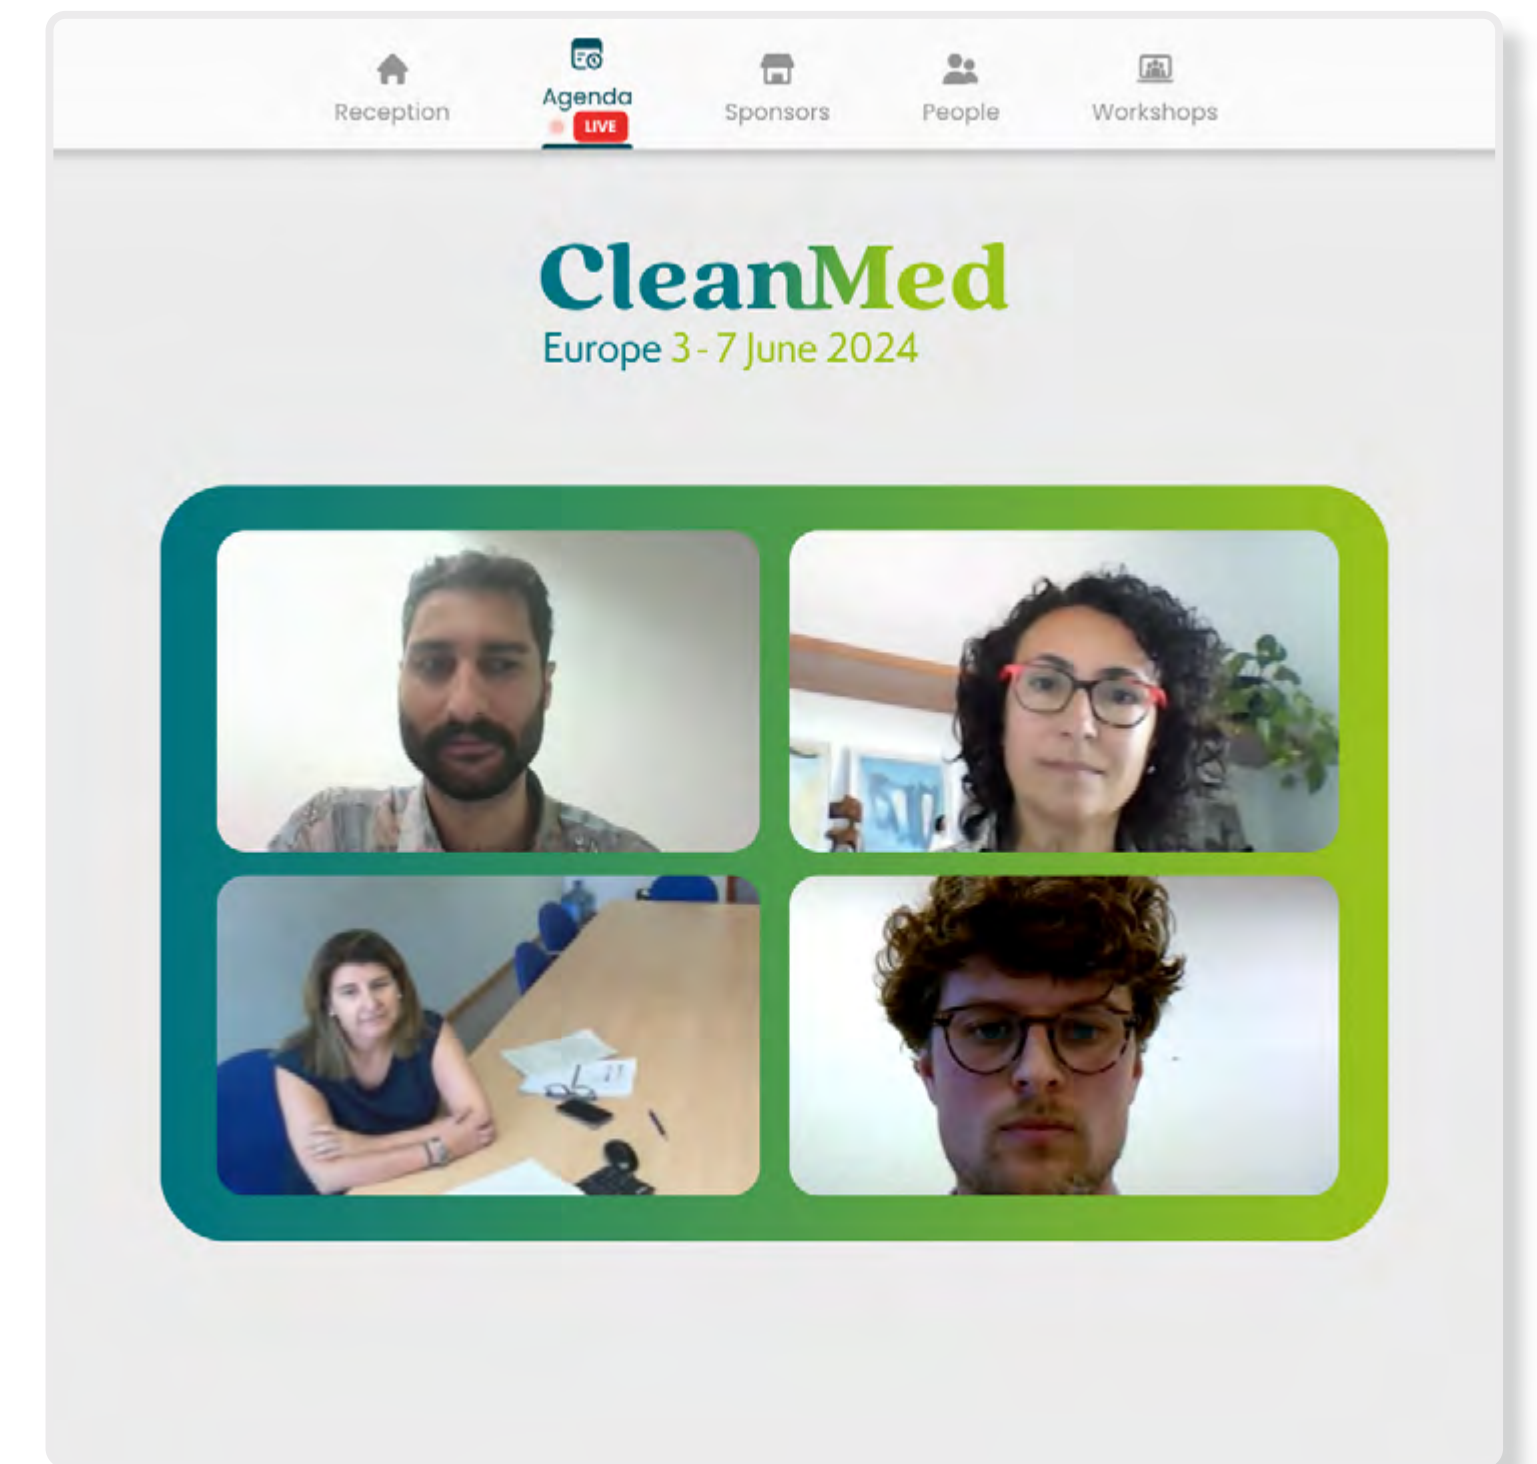 Reception
Agenda
LIVE
Sponsors
People
Workshops
CleanMed
Europe 3 - 7 June 2024